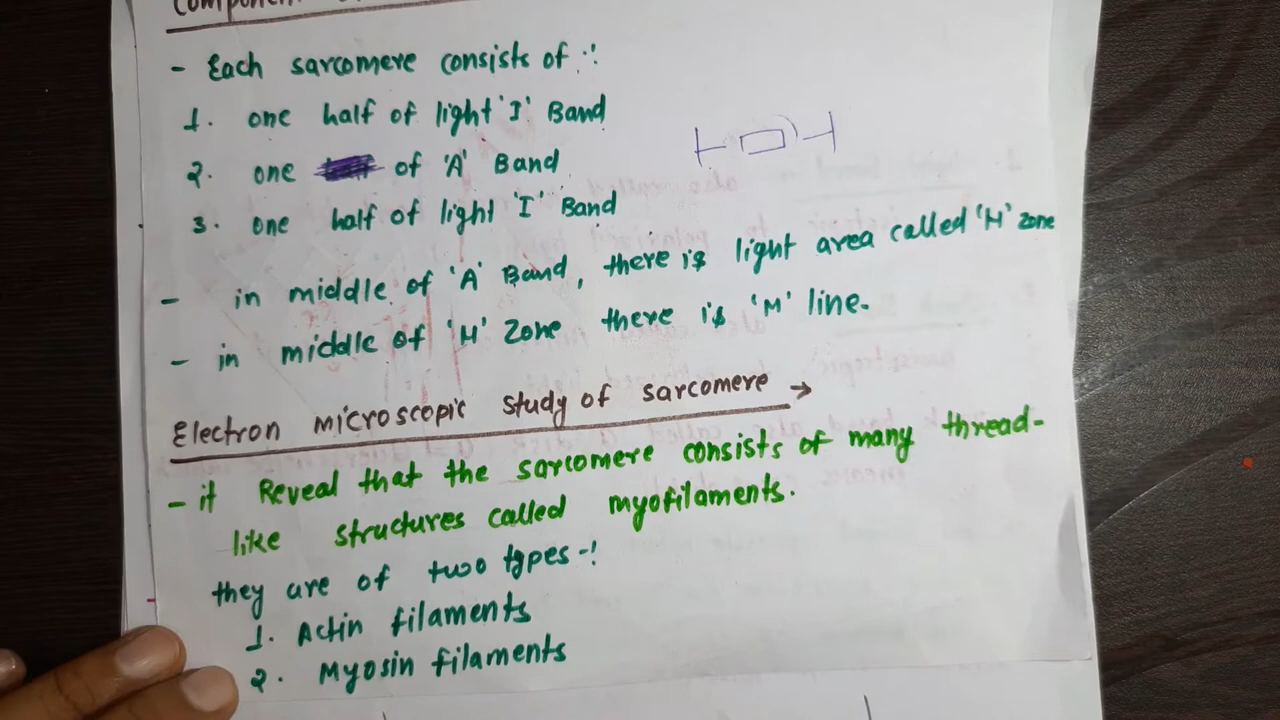 Component
- Each sarcomere consists of :
1. one half of light 'I' Band
2. one of 'A' Band
3. one half of light 'I' Band
- in middle of 'A' Band, there is light area called 'H' zone
- in middle of 'H' Zone there is 'M' line.
Electron microscopic study of sarcomere →
- it Reveal that the sarcomere consists of many thread-
like structures called myofilaments.
they are of two types -:
1. Actin filaments
2. Myosin filaments